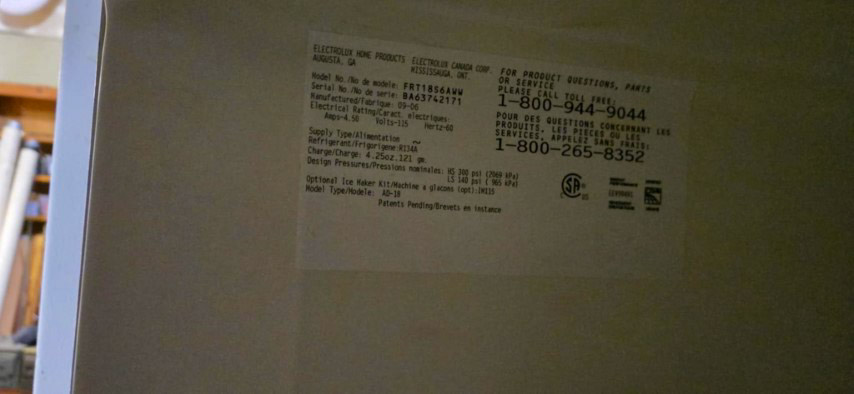 ELECTROLUX HOME PRODUCTS ELECTROLUX CANADA CORP.
AUGUSTA, GA MISSISSAUGA, ONT.
Model No./No de modele: FRT18S6AWW
Serial No./No de serie: BA63742171
Manufactured/Fabrique: 09-06
Electrical Rating/Caract. electriques:
Amps-4.50 Volts-115 Hertz-60
Supply Type/Alimentation ~
Refrigerant/Frigorigene:R134A
Charge/Charge: 4.25oz.121 gm.
Design Pressures/Pressions nominales: HS 300 psi (2069 kPa)
LS 140 psi ( 965 kPa)
Optional Ice Maker Kit/Machine a glacons (opt):IM115
Model Type/Modele: AD-18
Patents Pending/Brevets en instance
FOR PRODUCT QUESTIONS, PARTS
OR SERVICE
PLEASE CALL TOLL FREE:
1-800-944-9044
POUR DES QUESTIONS CONCERNANT LES
PRODUITS, LES PIECES OU LES
SERVICES, APPELEZ SANS FRAIS:
1-800-265-8352